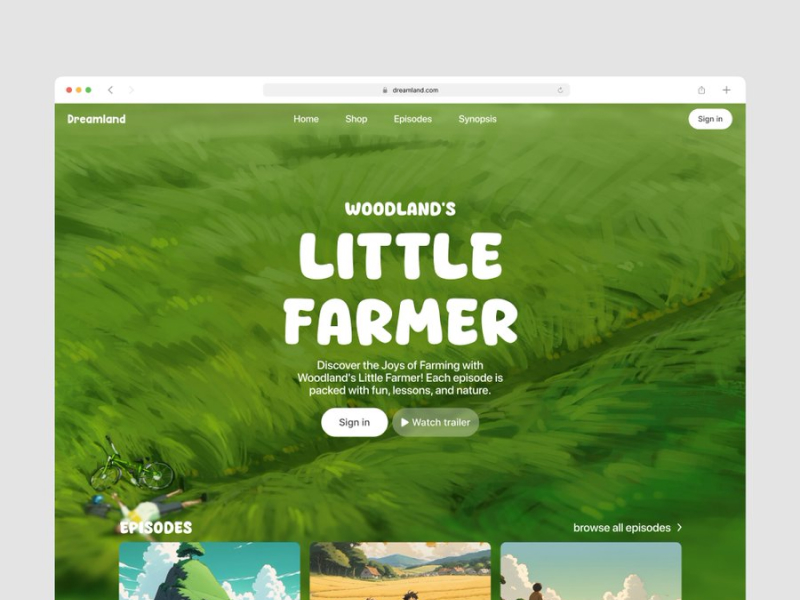 dreamland.com
Dreamland
Home
Shop
Episodes
Synopsis
Sign in
WOODLAND'S
LITTLE
FARMER
Discover the Joys of Farming with
Woodland's Little Farmer! Each episode is
packed with fun, lessons, and nature.
Sign in
Watch trailer
EPISODES
browse all episodes